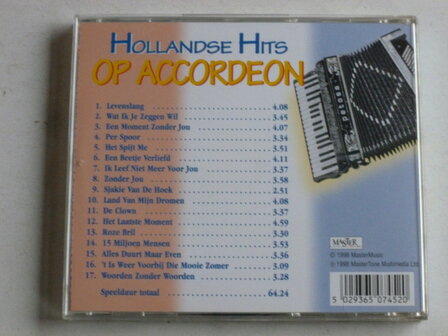 HOLLANDSE HITS
OP ACCORDEON
1. Levenslang 4.08
2. Wat Ik Je Zeggen Wil 3.45
3. Een Moment Zonder Jou 4.07
4. Per Spoor 3.34
5. Het Spijt Me 3.51
6. Een Beetje Verliefd 4.11
7. Ik Leef Niet Meer Voor Jou 3.37
8. Zonder Jou 3.58
9. Sjakie Van De Hoek 2.51
10. Land Van Mijn Dromen 4.08
11. De Clown 3.37
12. Het Laatste Moment 4.59
13. Roze Bril 3.30
14. 15 Miljoen Mensen 3.53
15. Alles Duurt Maar Even 3.36
16. 't Is Weer Voorbij Die Mooie Zomer 3.09
17. Woorden Zonder Woorden 3.28
Speelduur totaal 64.24
MASTER
© 1998 MasterMusic
℗ 1998 MasterTone Multimedia Ltd
5 029365 074520